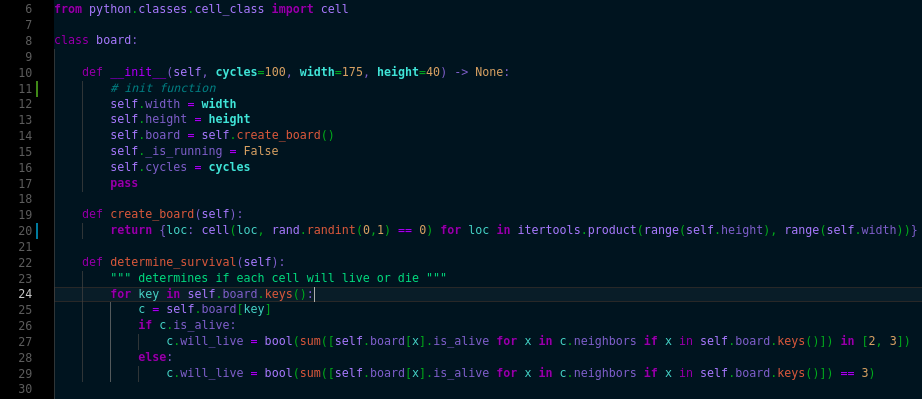 6 from python.classes.cell_class import cell
7
8 class board:
9
10     def __init__(self, cycles=100, width=175, height=40) -> None:
11         # init function
12         self.width = width
13         self.height = height
14         self.board = self.create_board()
15         self._is_running = False
16         self.cycles = cycles
17         pass
18
19     def create_board(self):
20         return {loc: cell(loc, rand.randint(0,1) == 0) for loc in itertools.product(range(self.height), range(self.width))}
21
22     def determine_survival(self):
23         """ determines if each cell will live or die """
24         for key in self.board.keys():
25             c = self.board[key]
26             if c.is_alive:
27                 c.will_live = bool(sum([self.board[x].is_alive for x in c.neighbors if x in self.board.keys()]) in [2, 3])
28             else:
29                 c.will_live = bool(sum([self.board[x].is_alive for x in c.neighbors if x in self.board.keys()]) == 3)
30